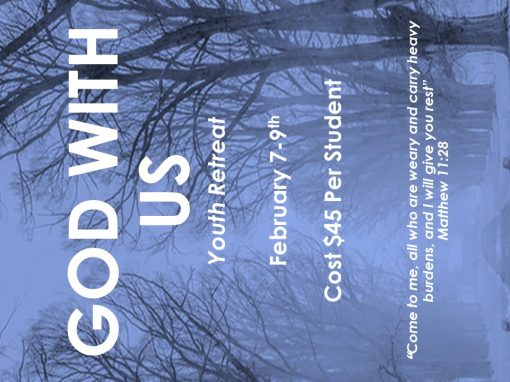 GOD WITH
US
Youth Retreat
February 7-9th
Cost $45 Per Student
“Come to me, all who are weary and carry heavy
burdens, and I will give you rest”
Matthew 11:28